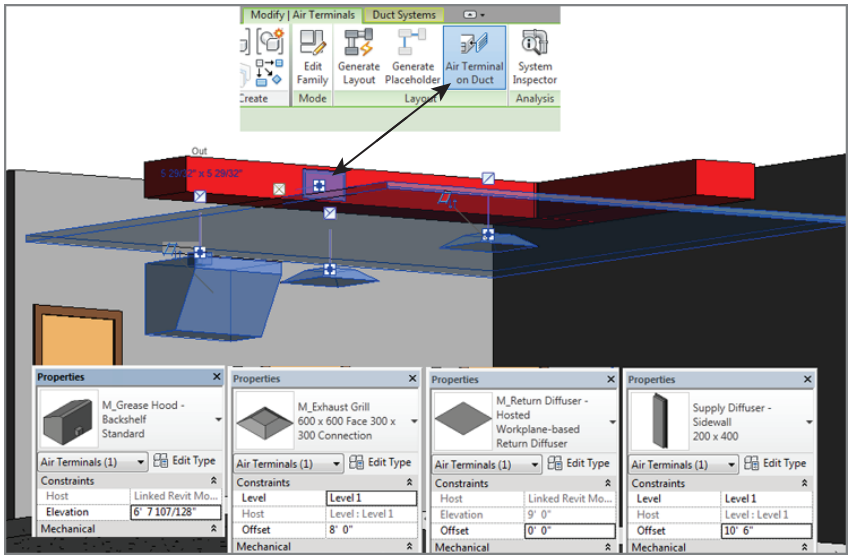 Modify | Air Terminals Duct Systems
Edit Family
Generate Layout
Generate Placeholder
Air Terminal on Duct
System Inspector
Create Mode Layout Analysis
Out
5 29/32" x 5 29/32"
Properties
M_Grease Hood -
Backshelf
Standard
Air Terminals (1) Edit Type
Constraints
Host Linked Revit Mo...
Elevation 6' 7 107/128"
Mechanical
Properties
M_Exhaust Grill
600 x 600 Face 300 x
300 Connection
Air Terminals (1) Edit Type
Constraints
Level Level 1
Host Level : Level 1
Offset 8' 0"
Mechanical
Properties
M_Return Diffuser -
Hosted
Workplane-based
Return Diffuser
Air Terminals (1) Edit Type
Constraints
Host Linked Revit Mo...
Elevation 9' 0"
Offset 0' 0"
Mechanical
Properties
Supply Diffuser -
Sidewall
200 x 400
Air Terminals (1) Edit Type
Constraints
Level Level 1
Host Level : Level 1
Offset 10' 6"
Mechanical